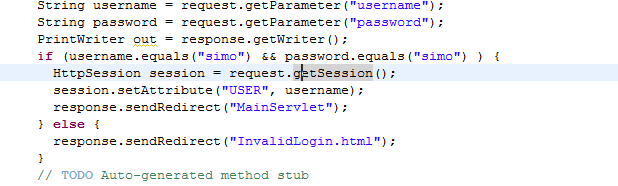 String username = request.getParameter("username");
String password = request.getParameter("password");
PrintWriter out = response.getWriter();
if (username.equals("simo") && password.equals("simo") ) {
HttpSession session = request.getSession();
session.setAttribute("USER", username);
response.sendRedirect("MainServlet");
} else {
response.sendRedirect("InvalidLogin.html");
}
// TODO Auto-generated method stub